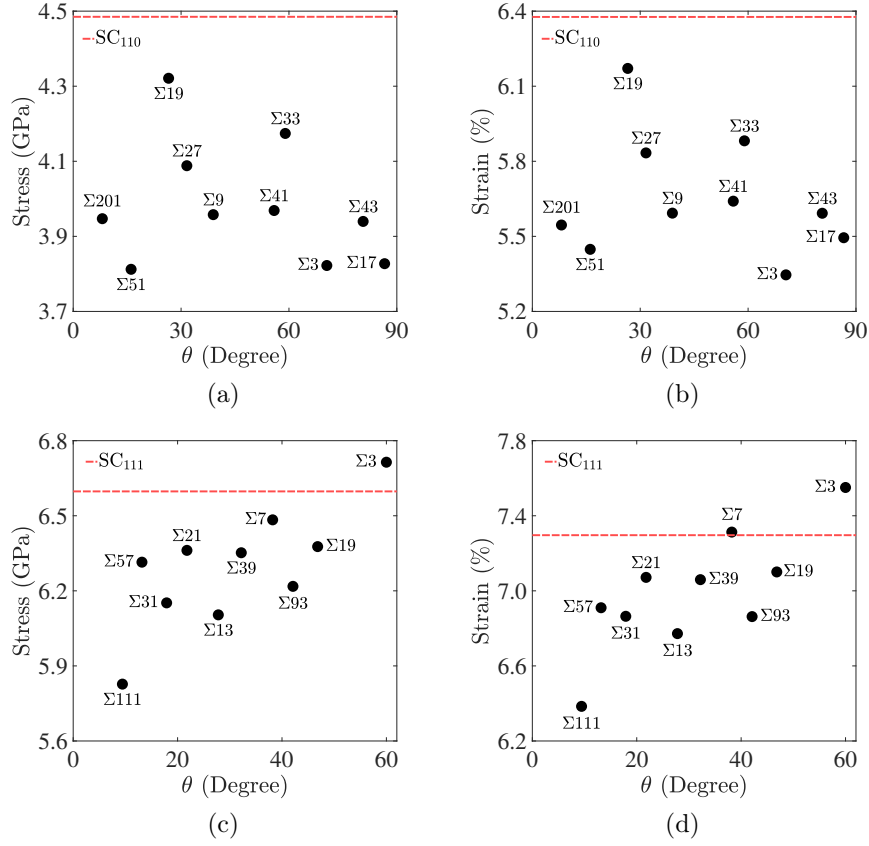 4.5
4.3
4.1
3.9
3.7
Stress (GPa)
SC₁₁₀
Σ19
Σ33
Σ27
Σ201
Σ9
Σ41
Σ43
Σ51
Σ3
Σ17
0 30 60 90
θ (Degree)
(a)
6.4
6.1
5.8
5.5
5.2
Strain (%)
SC₁₁₀
Σ19
Σ33
Σ27
Σ201
Σ9
Σ41
Σ43
Σ17
Σ51
Σ3
0 30 60 90
θ (Degree)
(b)
6.8
6.5
6.2
5.9
5.6
Stress (GPa)
SC₁₁₁
Σ3
Σ7
Σ21
Σ19
Σ57
Σ39
Σ31
Σ93
Σ13
Σ111
0 20 40 60
θ (Degree)
(c)
7.8
7.4
7.0
6.6
6.2
Strain (%)
SC₁₁₁
Σ3
Σ7
Σ21
Σ19
Σ39
Σ57
Σ31
Σ93
Σ13
Σ111
0 20 40 60
θ (Degree)
(d)